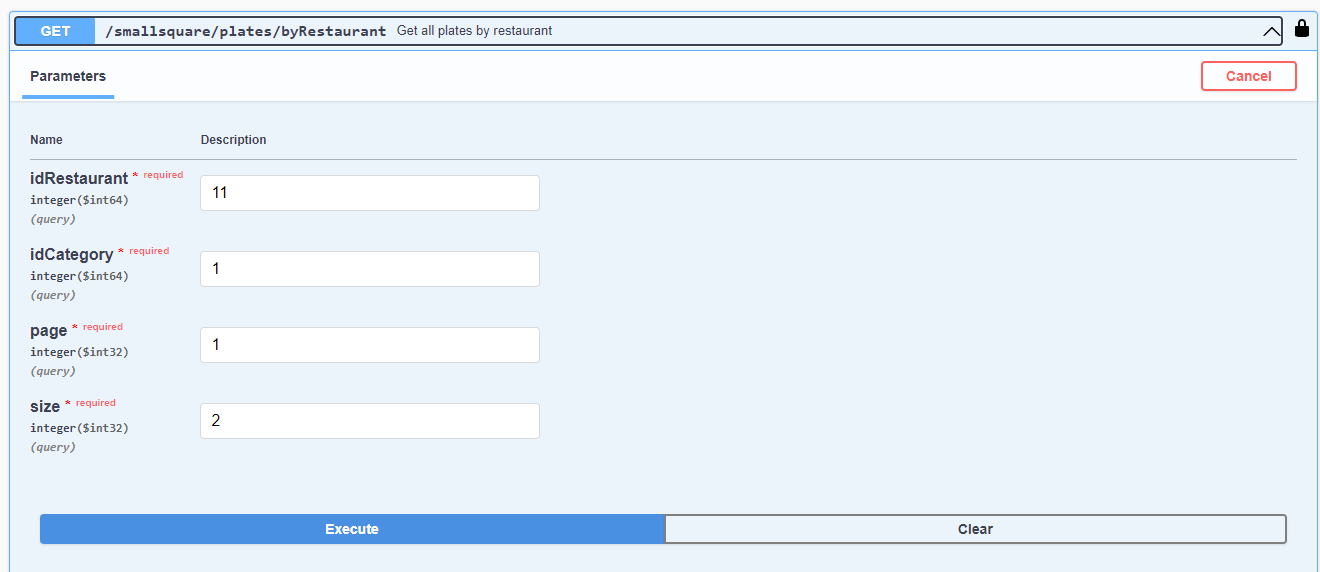 GET /smallsquare/plates/byRestaurant Get all plates by restaurant
Parameters Cancel
Name Description
idRestaurant * required 11
integer($int64)
(query)
idCategory * required 1
integer($int64)
(query)
page * required 1
integer($int32)
(query)
size * required 2
integer($int32)
(query)
Execute Clear